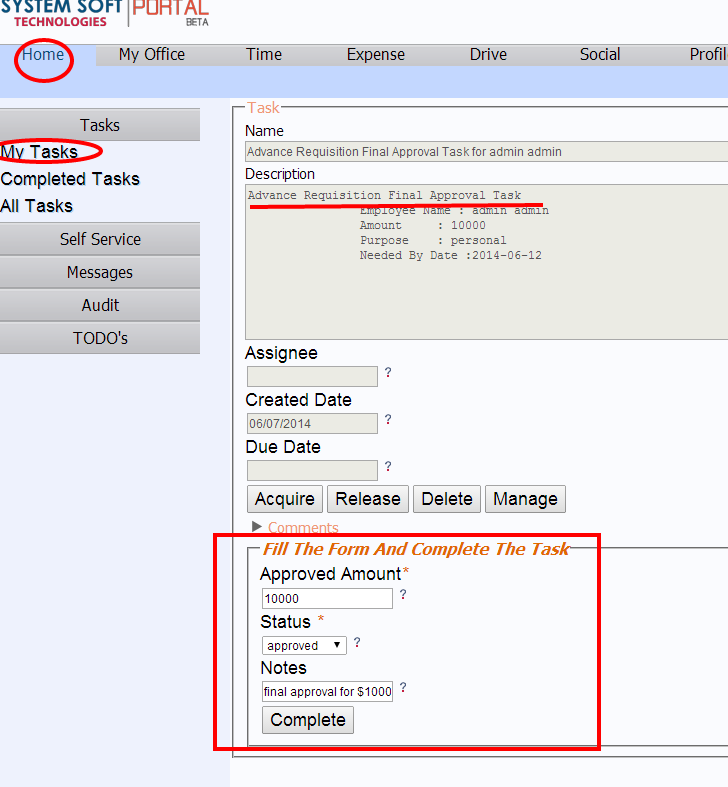 SYSTEM SOFT PORTAL
TECHNOLOGIES BETA
Home My Office Time Expense Drive Social Profil
Tasks
My Tasks
Completed Tasks
All Tasks
Self Service
Messages
Audit
TODO's
Task
Name
Advance Requisition Final Approval Task for admin admin
Description
Advance Requisition Final Approval Task
Employee Name : admin admin
Amount : 10000
Purpose : personal
Needed By Date :2014-06-12
Assignee
?
Created Date
06/07/2014 ?
Due Date
?
Acquire Release Delete Manage
Comments
Fill The Form And Complete The Task
Approved Amount*
10000 ?
Status *
approved ?
Notes
final approval for $1000 ?
Complete